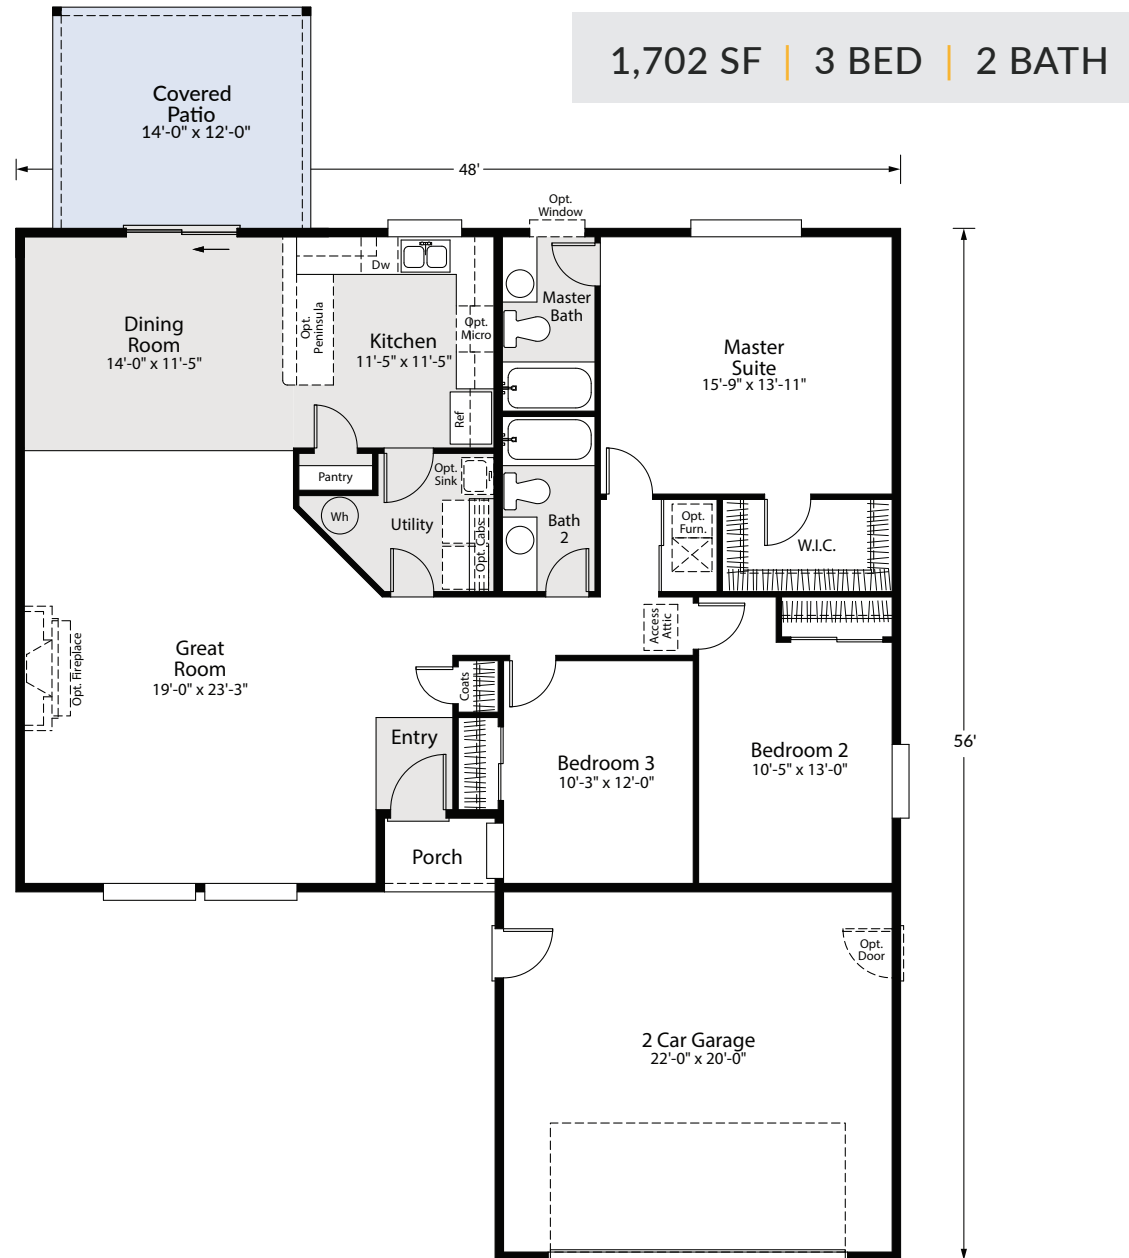 1,702 SF | 3 BED | 2 BATH
Covered
Patio
14'-0" x 12'-0"
48'
Opt.
Window
Dw
Master
Bath
Dining
Room
14'-0" x 11'-5"
Opt.
Peninsula
Kitchen
11'-5" x 11'-5"
Opt.
Micro
Master
Suite
15'-9" x 13'-11"
Ref
Pantry
Opt.
Sink
Wh
Utility
Opt. Cabs
Bath
2
Opt.
Furn.
W.I.C.
Access
Attic
Great
Room
19'-0" x 23'-3"
Opt. Fireplace
Coats
Entry
Bedroom 3
10'-3" x 12'-0"
Bedroom 2
10'-5" x 13'-0"
56'
Porch
Opt.
Door
2 Car Garage
22'-0" x 20'-0"